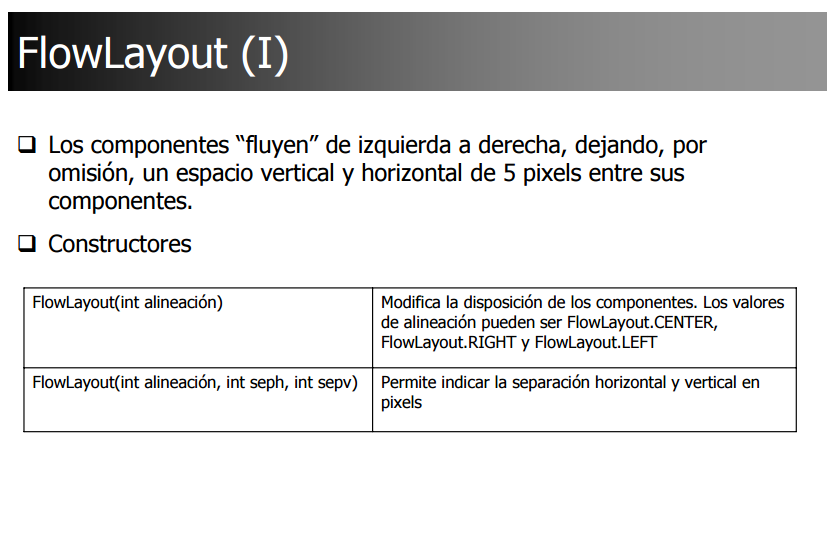 FlowLayout (I)
Los componentes “fluyen” de izquierda a derecha, dejando, por
omisión, un espacio vertical y horizontal de 5 pixels entre sus
componentes.
Constructores
FlowLayout(int alineación)
Modifica la disposición de los componentes. Los valores
de alineación pueden ser FlowLayout.CENTER,
FlowLayout.RIGHT y FlowLayout.LEFT
FlowLayout(int alineación, int seph, int sepv)
Permite indicar la separación horizontal y vertical en
pixels